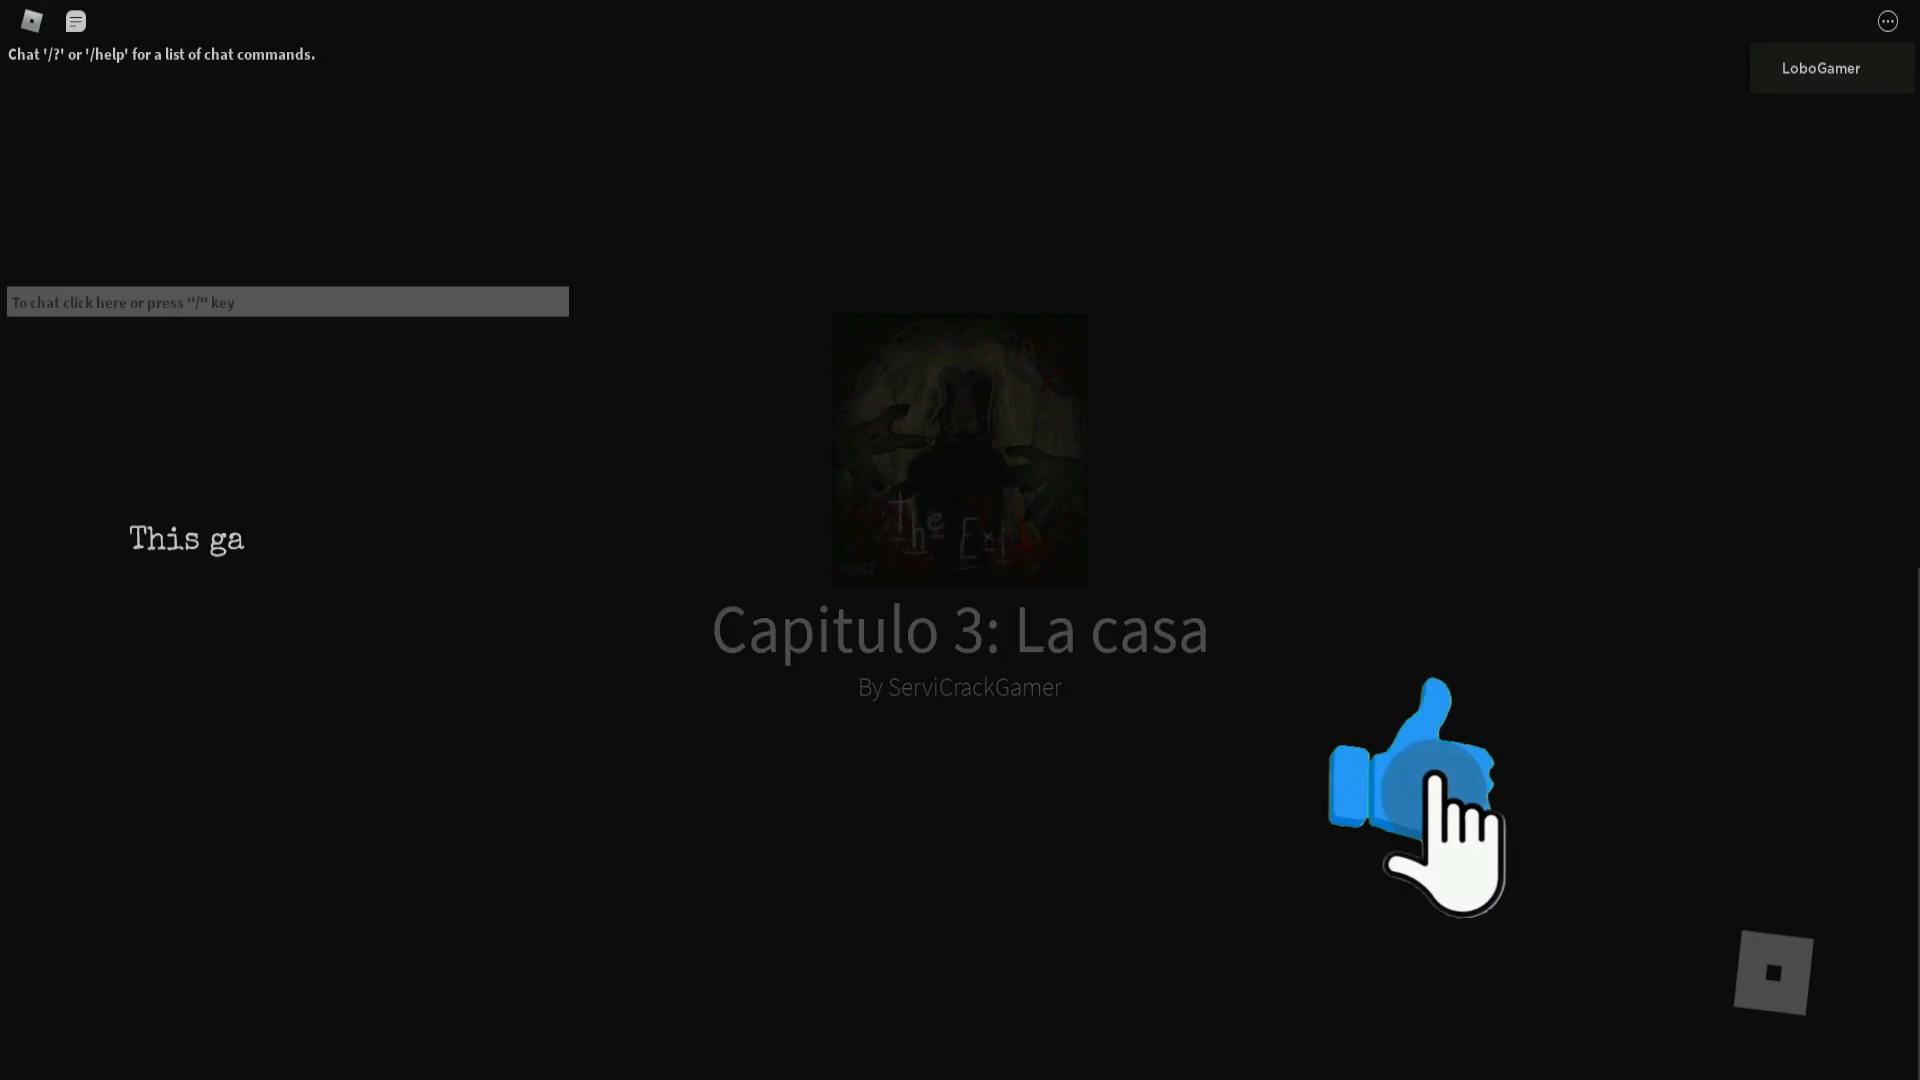 Chat '/?' or '/help' for a list of chat commands.
LoboGamer
To chat click here or press "/" key
This ga
The Exit
Capitulo 3: La casa
By ServiCrackGamer